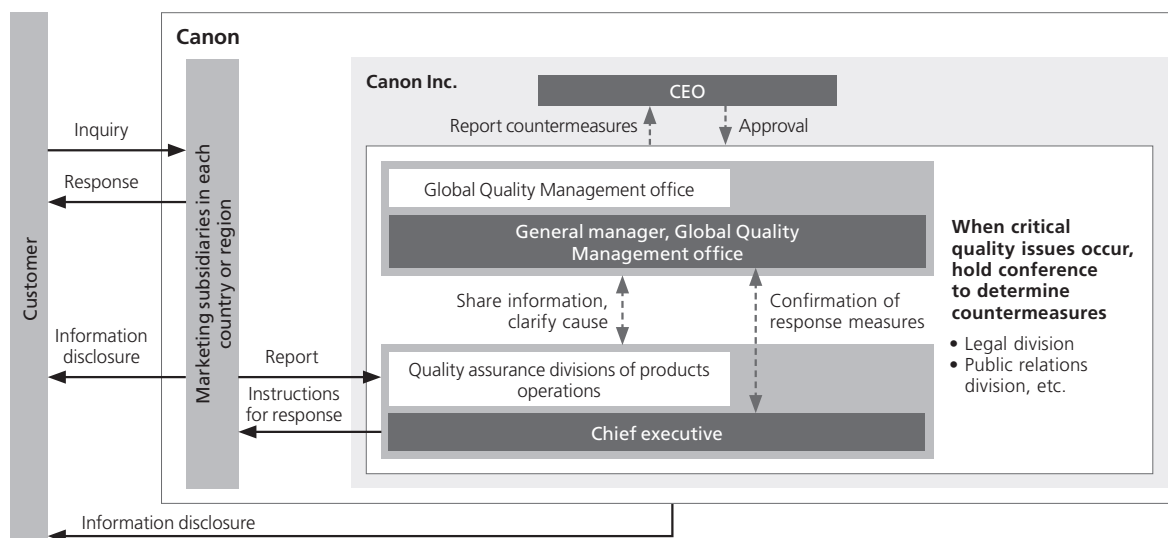 Canon
Canon Inc.
CEO
Report countermeasures
Approval
Inquiry
Response
Customer
Marketing subsidiaries in each
country or region
Global Quality Management office
General manager, Global Quality
Management office
When critical
quality issues occur,
hold conference
to determine
countermeasures
• Legal division
• Public relations
division, etc.
Share information,
clarify cause
Confirmation of
response measures
Information
disclosure
Report
Instructions
for response
Quality assurance divisions of products
operations
Chief executive
Information disclosure